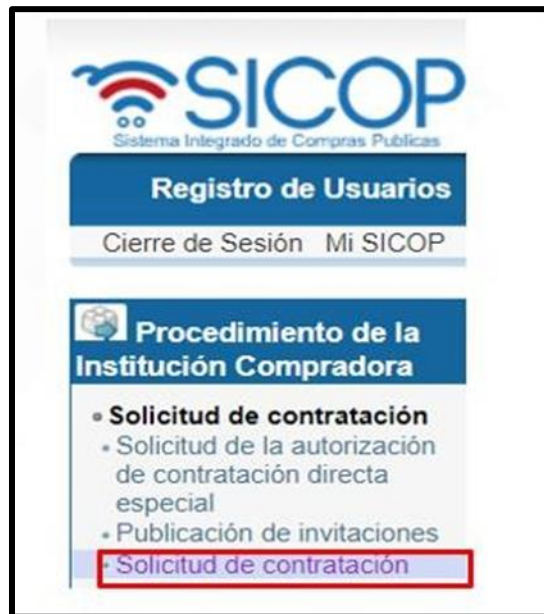 SICOP
Sistema Integrado de Compras Publicas
Registro de Usuarios
Cierre de Sesión Mi SICOP
Procedimiento de la
Institución Compradora
Solicitud de contratación
Solicitud de la autorización
de contratación directa
especial
Publicación de invitaciones
Solicitud de contratación